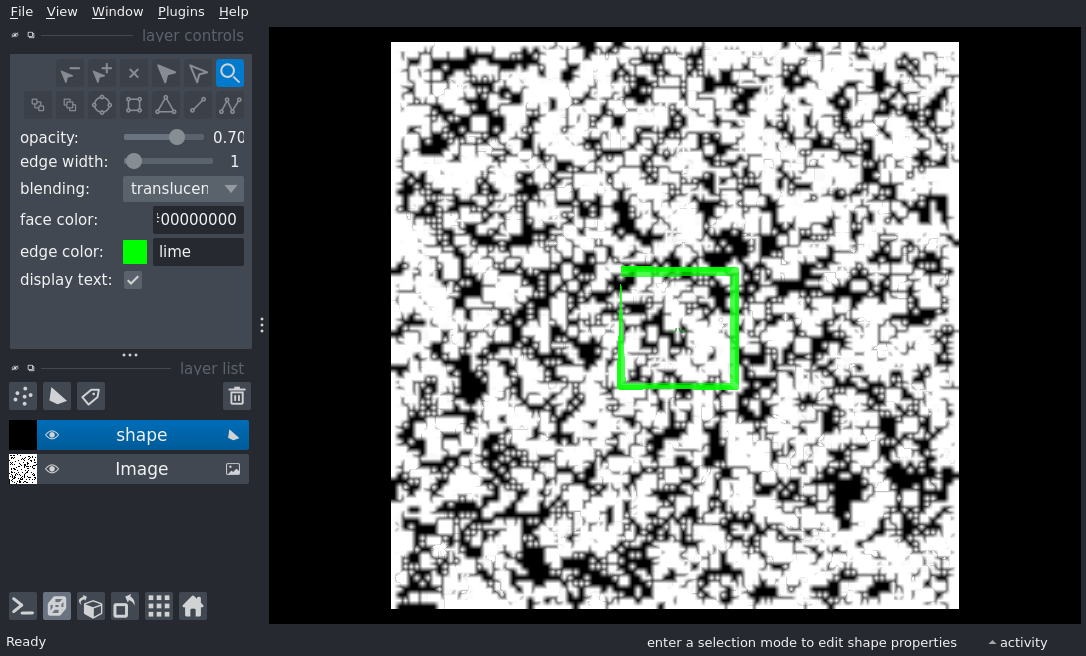 File View Window Plugins Help
layer controls
opacity: 0.70
edge width: 1
blending: translucen
face color: 00000000
edge color: lime
display text:
layer list
shape
Image
Ready
enter a selection mode to edit shape properties
activity